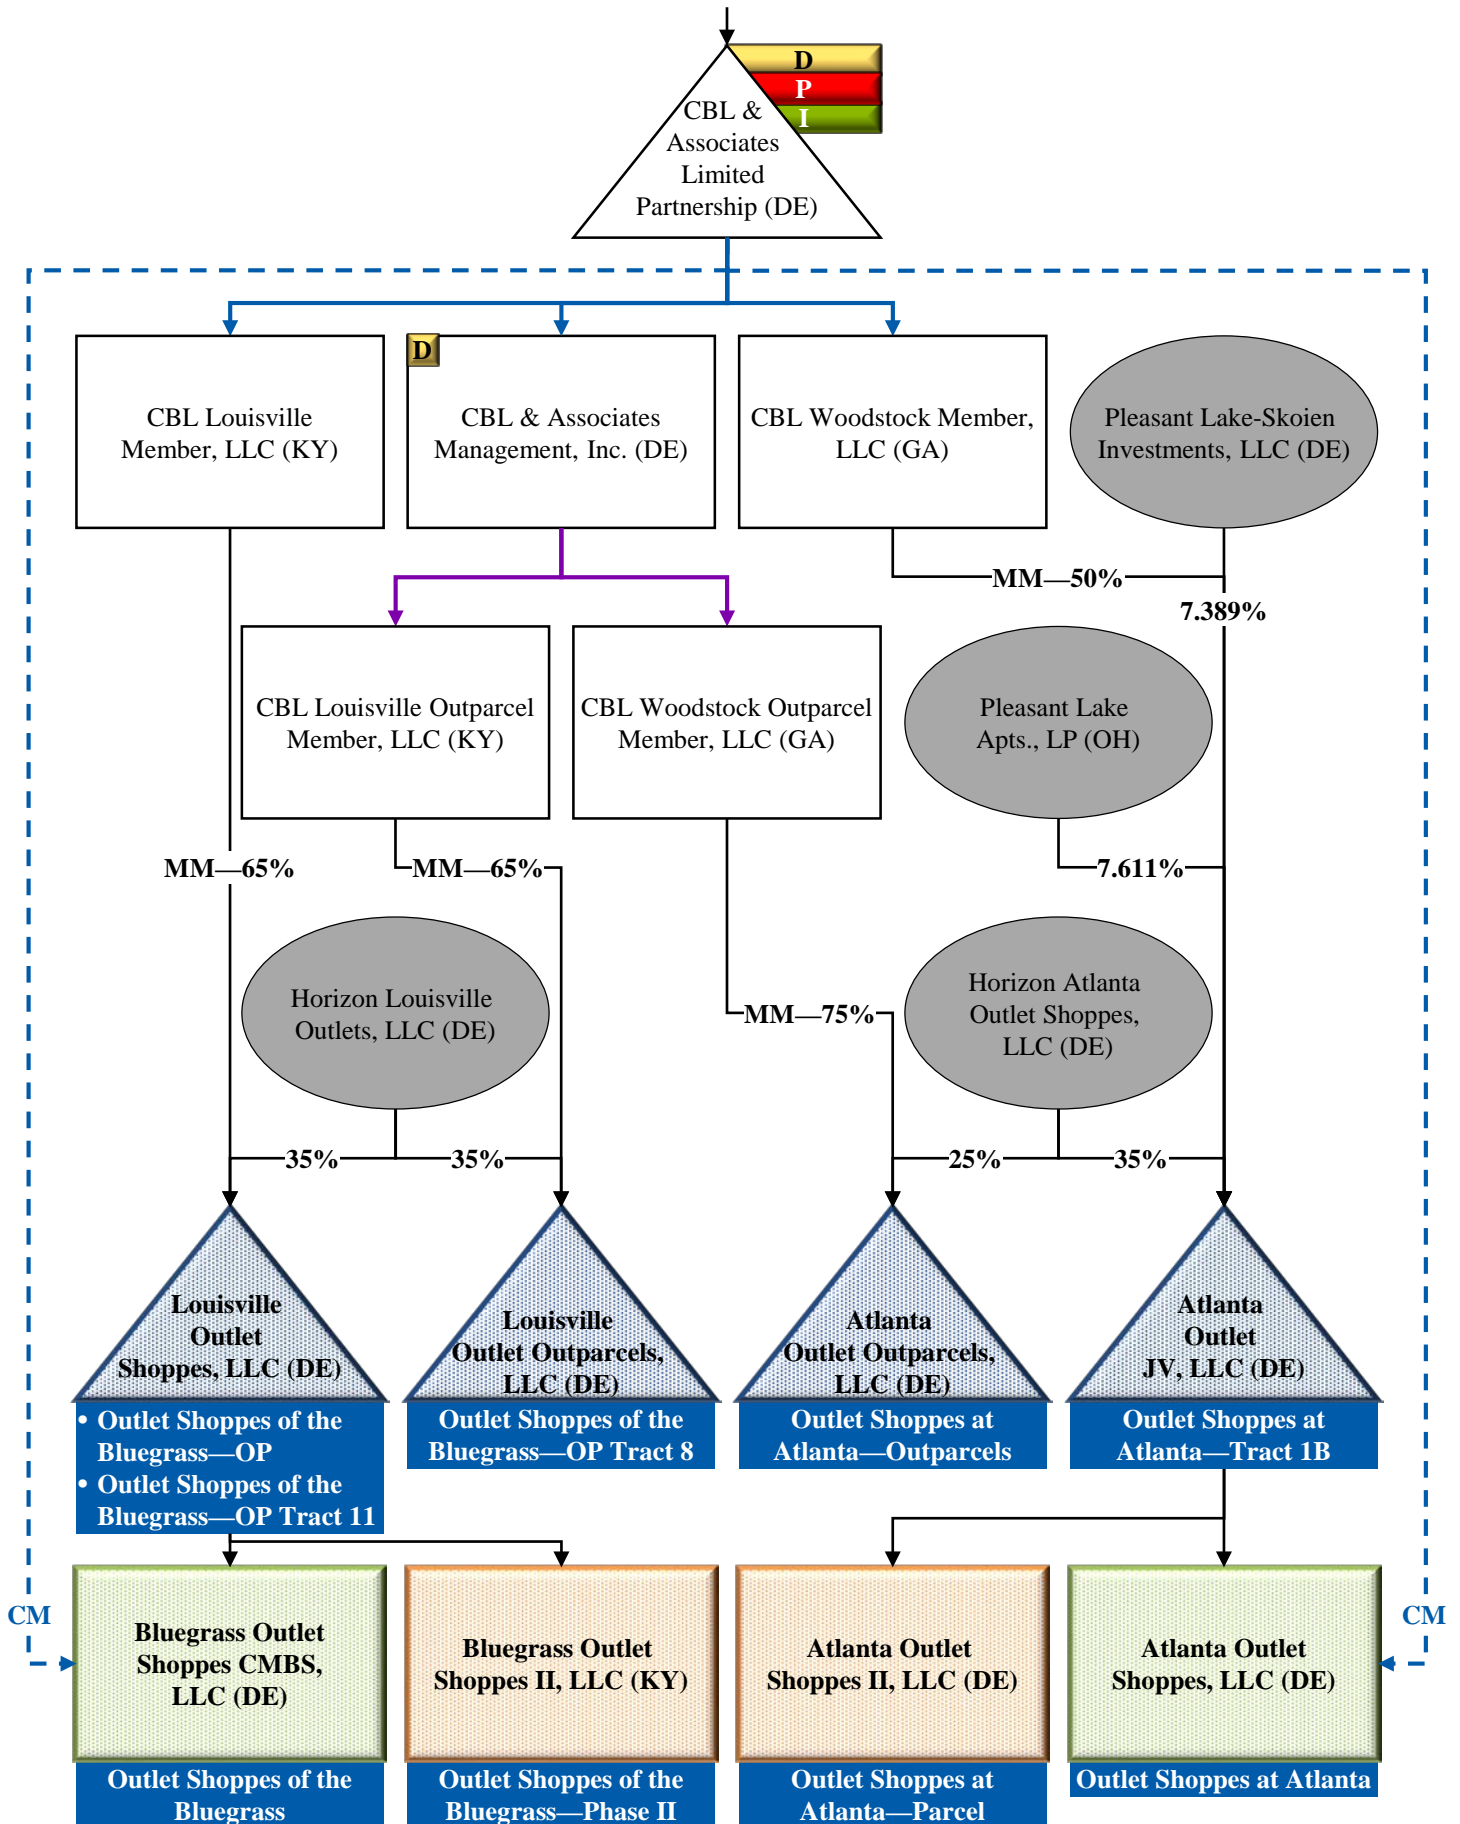 D
P
I
CBL &
Associates
Limited
Partnership (DE)
CBL Louisville
Member, LLC (KY)
D
CBL & Associates
Management, Inc. (DE)
CBL Woodstock Member,
LLC (GA)
Pleasant Lake-Skoien
Investments, LLC (DE)
MM—50%
7.389%
CBL Louisville Outparcel
Member, LLC (KY)
CBL Woodstock Outparcel
Member, LLC (GA)
Pleasant Lake
Apts., LP (OH)
MM—65%
MM—65%
7.611%
Horizon Louisville
Outlets, LLC (DE)
MM—75%
Horizon Atlanta
Outlet Shoppes,
LLC (DE)
35%
35%
25%
35%
Louisville
Outlet
Shoppes, LLC (DE)
Louisville
Outlet Outparcels,
LLC (DE)
Atlanta
Outlet Outparcels,
LLC (DE)
Atlanta
Outlet
JV, LLC (DE)
• Outlet Shoppes of the
Bluegrass—OP
• Outlet Shoppes of the
Bluegrass—OP Tract 11
Outlet Shoppes of the
Bluegrass—OP Tract 8
Outlet Shoppes at
Atlanta—Outparcels
Outlet Shoppes at
Atlanta—Tract 1B
CM
CM
Bluegrass Outlet
Shoppes CMBS,
LLC (DE)
Bluegrass Outlet
Shoppes II, LLC (KY)
Atlanta Outlet
Shoppes II, LLC (DE)
Atlanta Outlet
Shoppes, LLC (DE)
Outlet Shoppes of the
Bluegrass
Outlet Shoppes of the
Bluegrass—Phase II
Outlet Shoppes at
Atlanta—Parcel
Outlet Shoppes at Atlanta